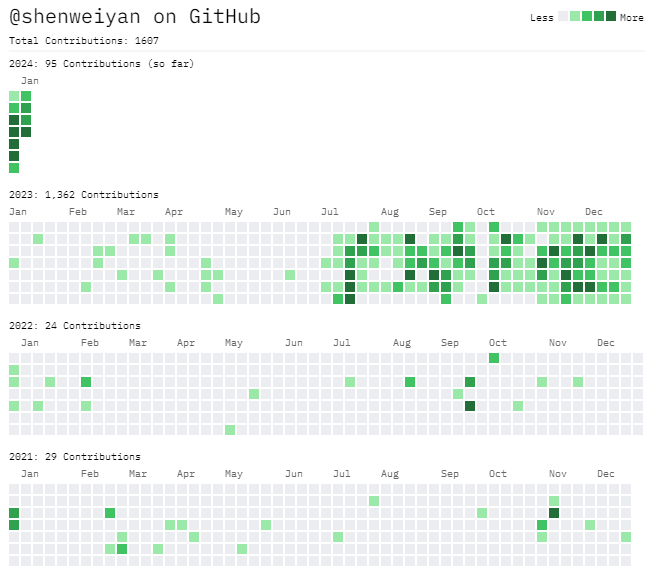 @shenweiyan on GitHub
Less More
Total Contributions: 1607
2024: 95 Contributions (so far)
Jan
2023: 1,362 Contributions
Jan Feb Mar Apr May Jun Jul Aug Sep Oct Nov Dec
2022: 24 Contributions
Jan Feb Mar Apr May Jun Jul Aug Sep Oct Nov Dec
2021: 29 Contributions
Jan Feb Mar Apr May Jun Jul Aug Sep Oct Nov Dec